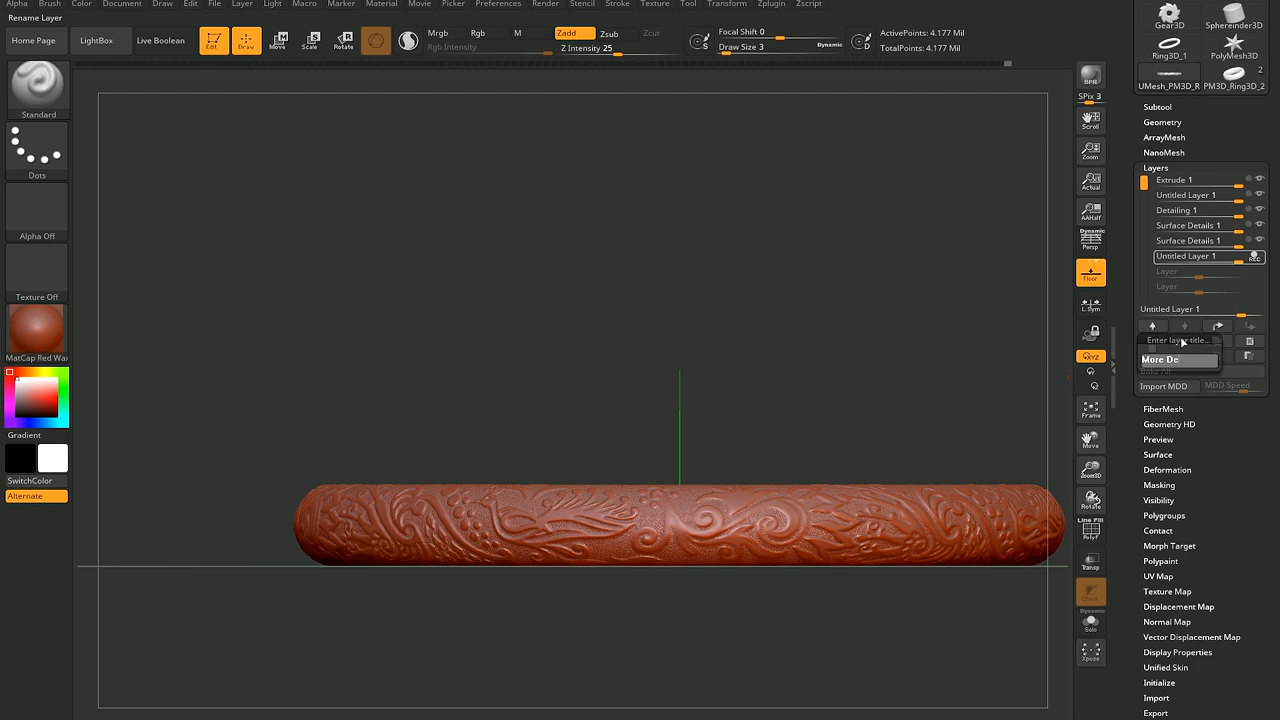 Alpha Brush Color Document Draw Edit File Layer Light Macro Marker Material Movie Picker Preferences Render Stencil Stroke Texture Tool Transform Zplugin Zscript
Rename Layer
Home Page LightBox Live Boolean Edit Draw Move Scale Rotate
Mrgb Rgb M Zadd Zsub Zcut
Rgb Intensity Z Intensity 25
Focal Shift 0
Draw Size 3 Dynamic
ActivePoints: 4.177 Mil
TotalPoints: 4.177 Mil
Standard
Dots
Alpha Off
Texture Off
MatCap Red Wax
Gradient
SwitchColor
Alternate
BPR
SPix 3
Scroll
Zoom
Actual
AAHalf
Dynamic
Persp
Floor
L.Sym
XYZ
Frame
Move
Zoom3D
Rotate
Line Fill
PolyF
Transp
Dynamic
Solo
Xpose
Gear3D Sphereinder3D
Ring3D_1 PolyMesh3D
2
UMesh_PM3D_R PM3D_Ring3D_2
Subtool
Geometry
ArrayMesh
NanoMesh
Layers
Extrude 1
Untitled Layer 1
Detailing 1
Surface Details 1
Surface Details 1
Untitled Layer 1 REC
Layer
Layer
Untitled Layer 1
Enter layer title...
More De
Bake All
Import MDD MDD Speed
FiberMesh
Geometry HD
Preview
Surface
Deformation
Masking
Visibility
Polygroups
Contact
Morph Target
Polypaint
UV Map
Texture Map
Displacement Map
Normal Map
Vector Displacement Map
Display Properties
Unified Skin
Initialize
Import
Export